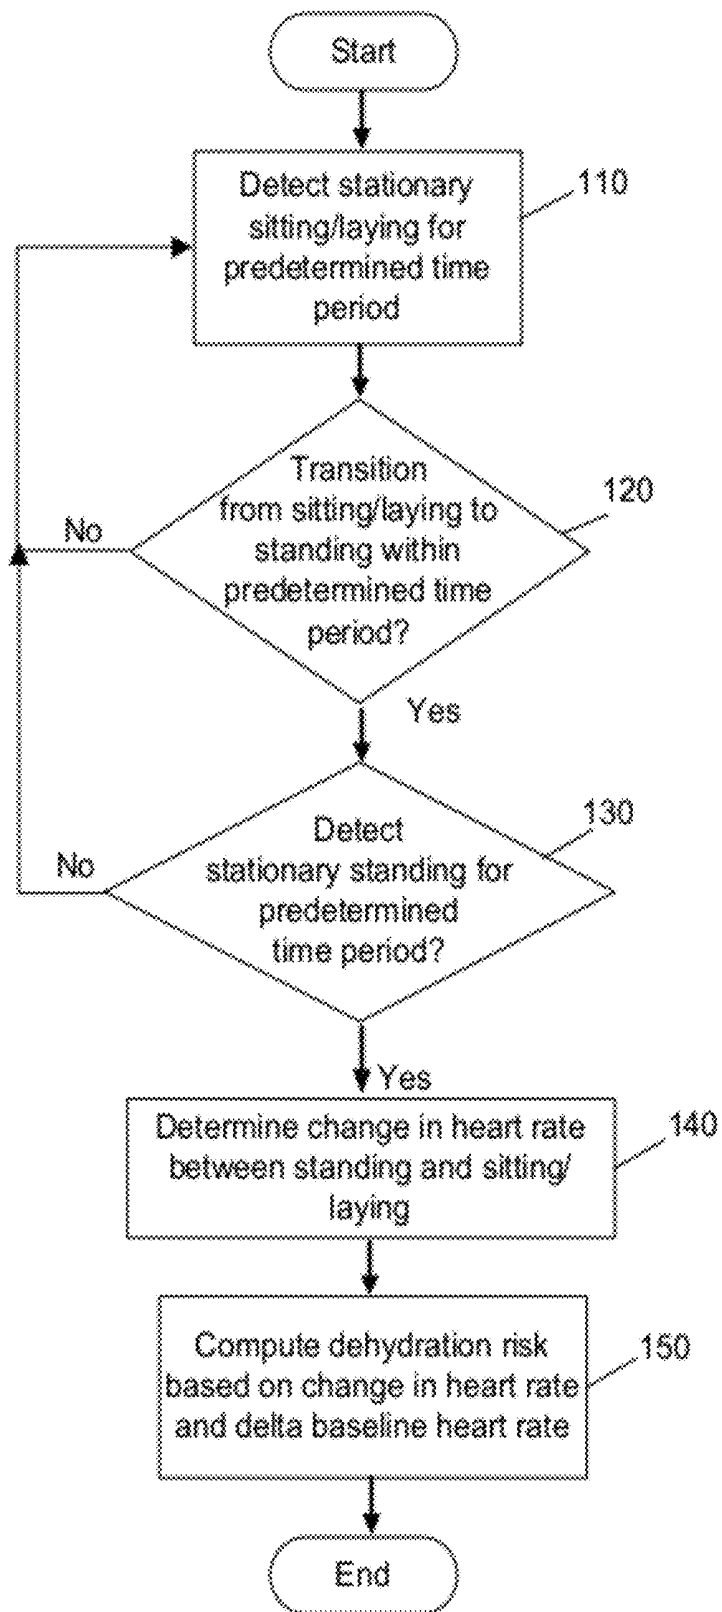 Start
Detect stationary
sitting/laying for
predetermined time
period
110
Transition
from sitting/laying to
standing within
predetermined time
period?
120
No
Yes
Detect
stationary standing for
predetermined
time period?
130
No
Yes
Determine change in heart rate
between standing and sitting/
laying
140
Compute dehydration risk
based on change in heart rate
and delta baseline heart rate
150
End